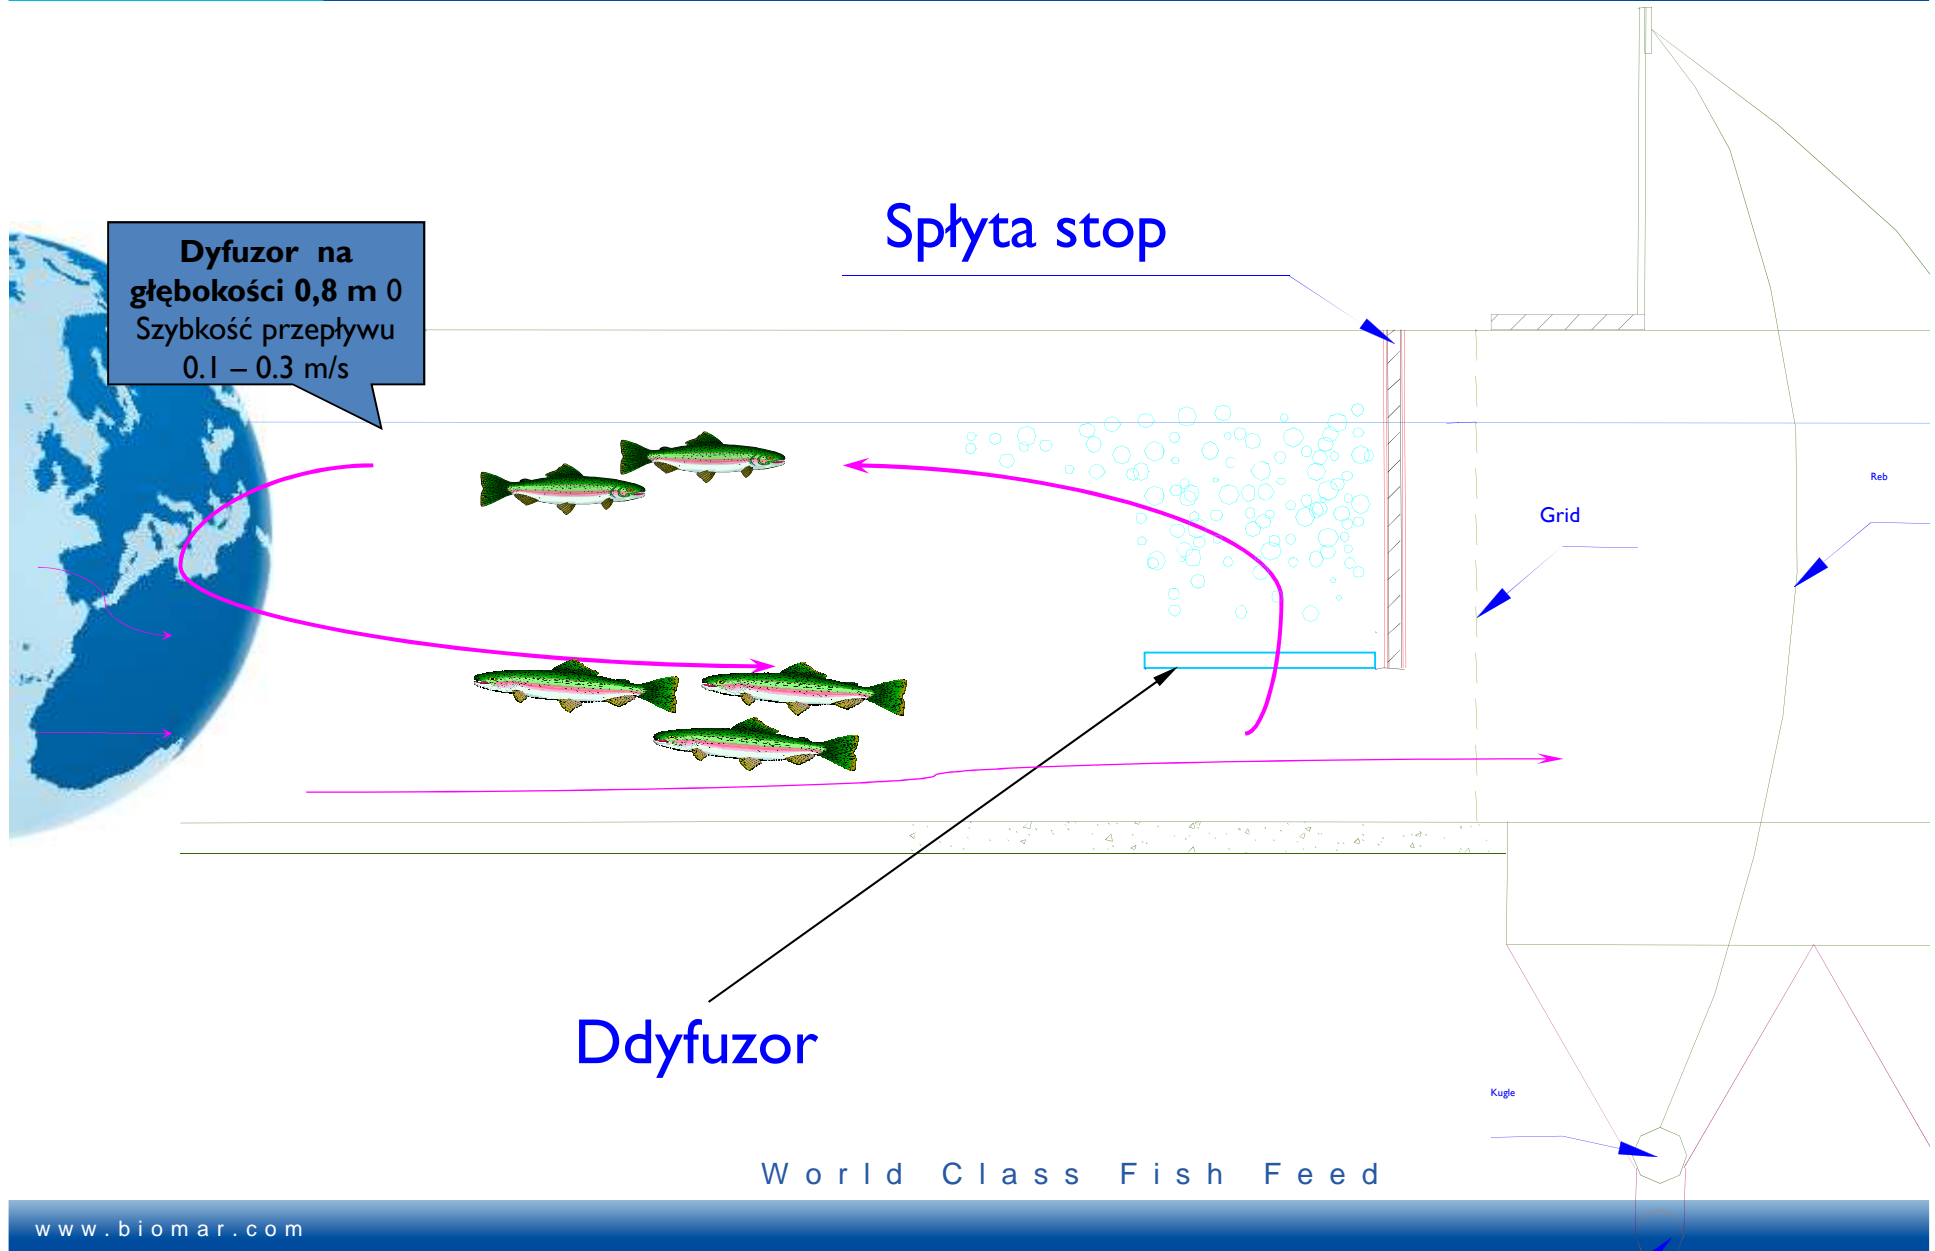 Spłyta stop
Dyfuzor na
głębokości 0,8 m 0
Szybkość przepływu
0.1 – 0.3 m/s
Reb
Grid
Ddyfuzor
Kugle
World Class Fish Feed
www.biomar.com